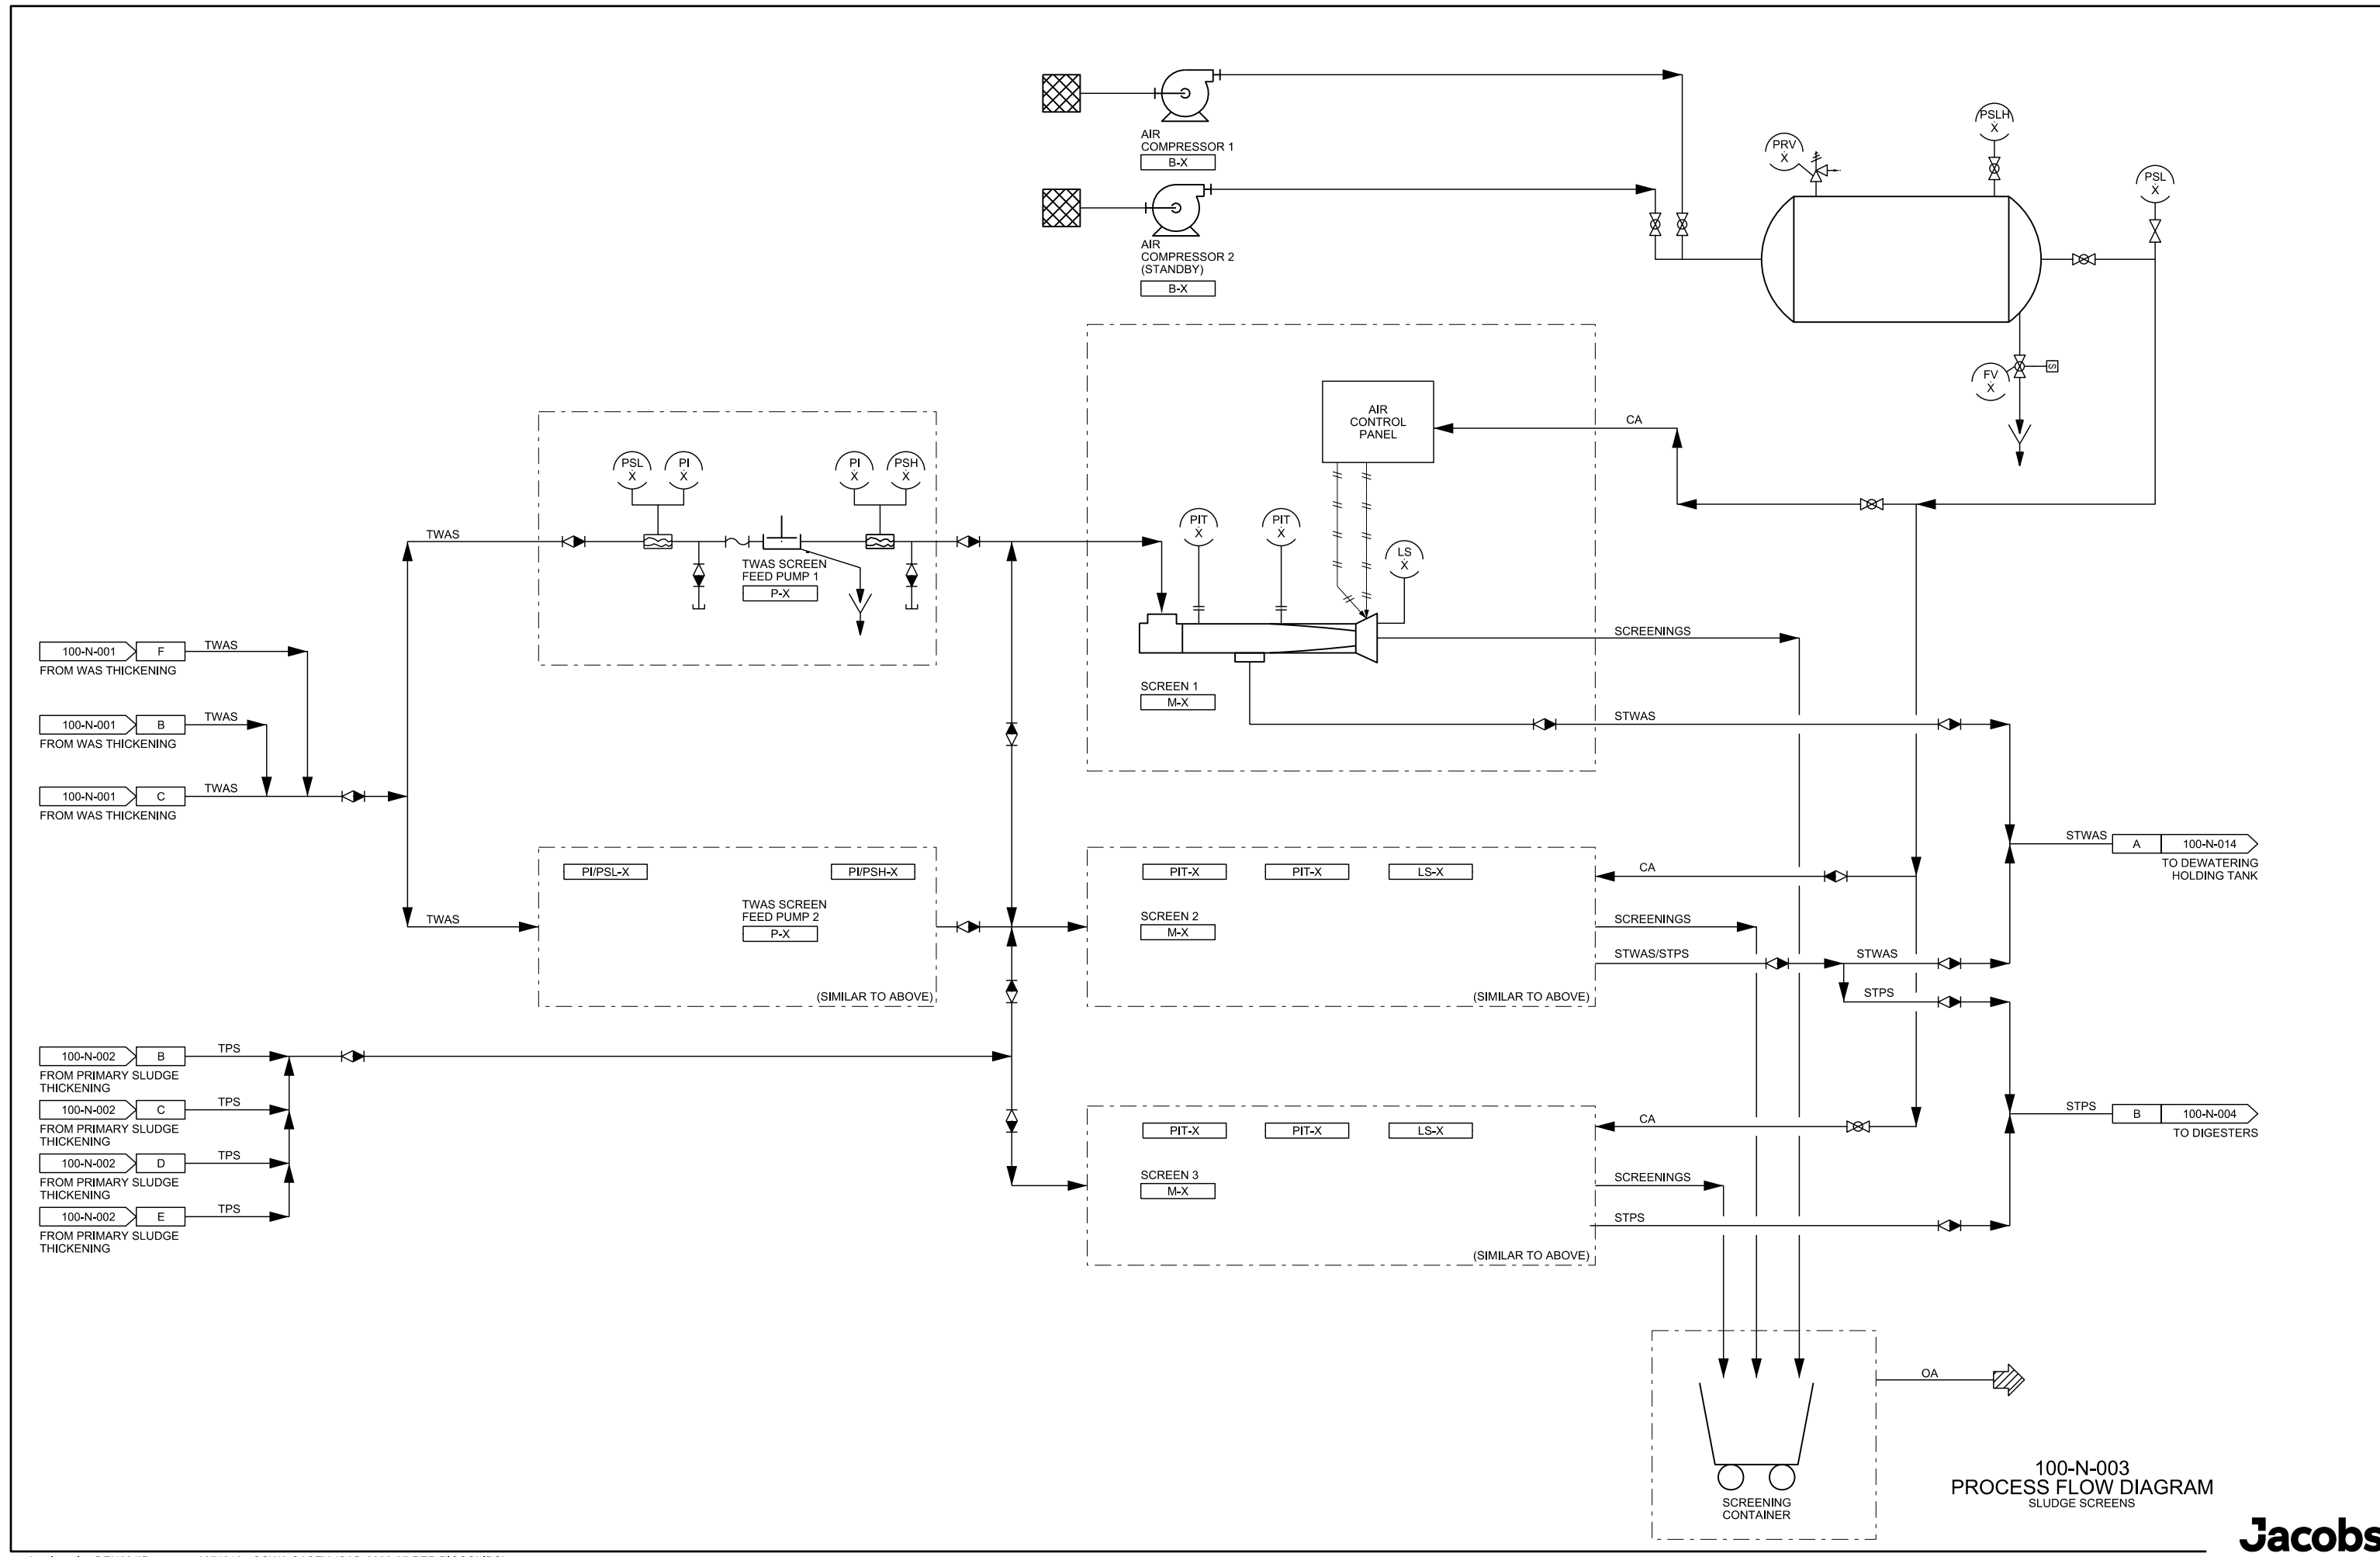 AIR
COMPRESSOR 1
B-X
AIR
COMPRESSOR 2
(STANDBY)
B-X
PRV
X
PSLH
X
PSL
X
FV
X
S
AIR
CONTROL
PANEL
CA
PSL
X
PI
X
PI
X
PSH
X
TWAS
TWAS SCREEN
FEED PUMP 1
P-X
PIT
X
PIT
X
LS
X
SCREENINGS
SCREEN 1
M-X
STWAS
100-N-001 F TWAS
FROM WAS THICKENING
100-N-001 B TWAS
FROM WAS THICKENING
100-N-001 C TWAS
FROM WAS THICKENING
TWAS
PI/PSL-X PI/PSH-X
TWAS SCREEN
FEED PUMP 2
P-X
(SIMILAR TO ABOVE)
PIT-X PIT-X LS-X
SCREEN 2
M-X
(SIMILAR TO ABOVE)
CA
SCREENINGS
STWAS/STPS
STWAS
STPS
STWAS A 100-N-014
TO DEWATERING
HOLDING TANK
100-N-002 B TPS
FROM PRIMARY SLUDGE
THICKENING
100-N-002 C TPS
FROM PRIMARY SLUDGE
THICKENING
100-N-002 D TPS
FROM PRIMARY SLUDGE
THICKENING
100-N-002 E TPS
FROM PRIMARY SLUDGE
THICKENING
PIT-X PIT-X LS-X
SCREEN 3
M-X
(SIMILAR TO ABOVE)
CA
SCREENINGS
STPS
STPS B 100-N-004
TO DIGESTERS
OA
SCREENING
CONTAINER
100-N-003
PROCESS FLOW DIAGRAM
SLUDGE SCREENS
Jacobs